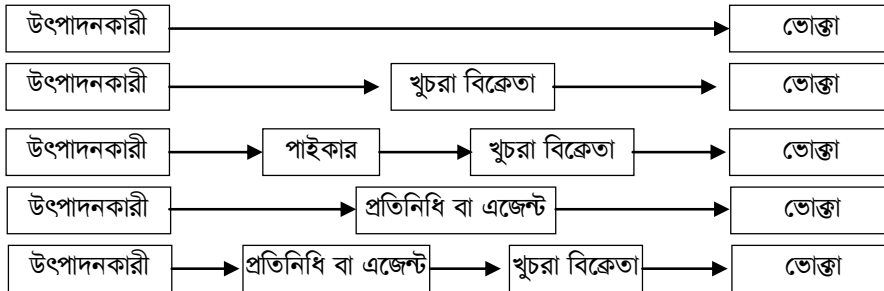 উৎপাদনকারী ভোক্তা
উৎপাদনকারী খুচরা বিক্রেতা ভোক্তা
উৎপাদনকারী পাইকার খুচরা বিক্রেতা ভোক্তা
উৎপাদনকারী প্রতিনিধি বা এজেন্ট ভোক্তা
উৎপাদনকারী প্রতিনিধি বা এজেন্ট খুচরা বিক্রেতা ভোক্তা